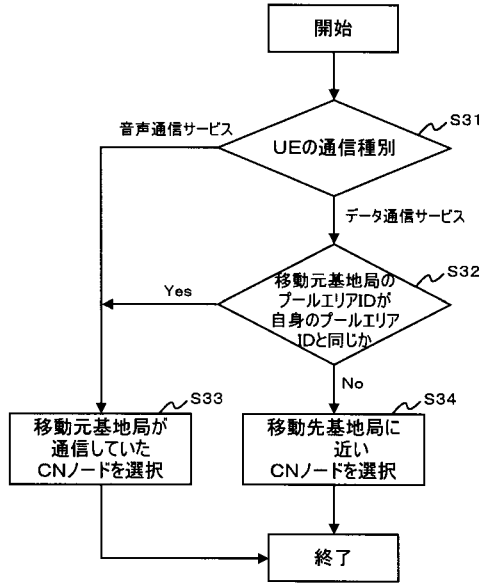 開始
音声通信サービス
S31
UEの通信種別
データ通信サービス
S32
移動元基地局の
プールエリアIDが
自身のプールエリア
IDと同じか
Yes
No
S33
移動元基地局が
通信していた
CNノードを選択
S34
移動先基地局に
近い
CNノードを選択
終了